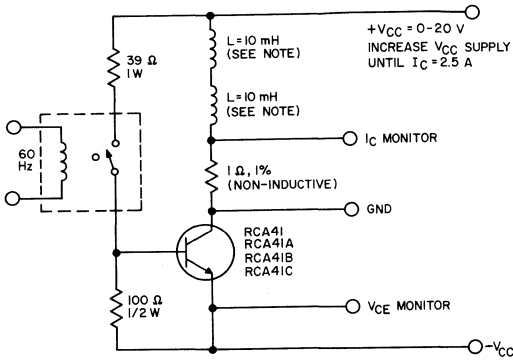 +VCC = 0-20 V
INCREASE VCC SUPPLY
UNTIL IC = 2.5 A
39 Ω
1W
L = 10 mH
(SEE NOTE)
L = 10 mH
(SEE NOTE)
60
Hz
IC MONITOR
1 Ω, 1%
(NON-INDUCTIVE)
GND
RCA41
RCA41A
RCA41B
RCA41C
100 Ω
1/2 W
VCE MONITOR
-VCC